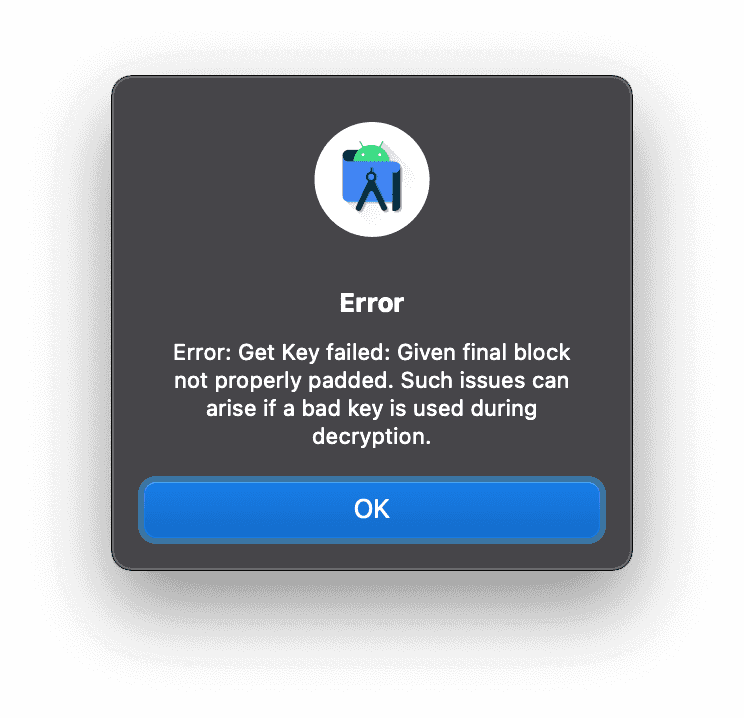 Error
Error: Get Key failed: Given final block
not properly padded. Such issues can
arise if a bad key is used during
decryption.
OK